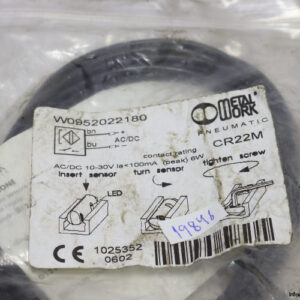 W0952022180
METAL WORK
PNEUMATIC
bn
bu
AC/DC
contact rating
CR22M
AC/DC 10-30V Ia<100mA (peak) 6W
insert sensor
turn sensor
tighten screw
LED
19846
CE 1025352
0602